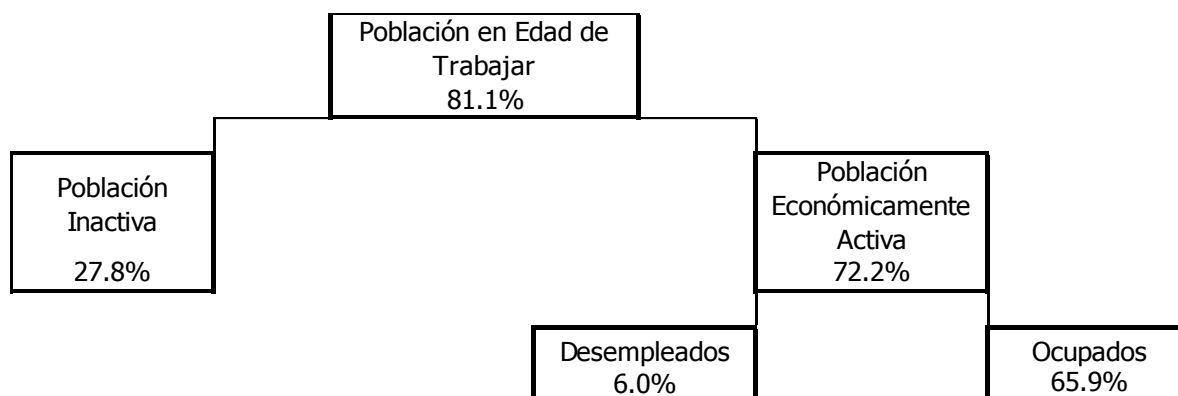 Población en Edad de
Trabajar
81.1%
Población
Inactiva
27.8%
Población
Económicamente
Activa
72.2%
Desempleados
6.0%
Ocupados
65.9%